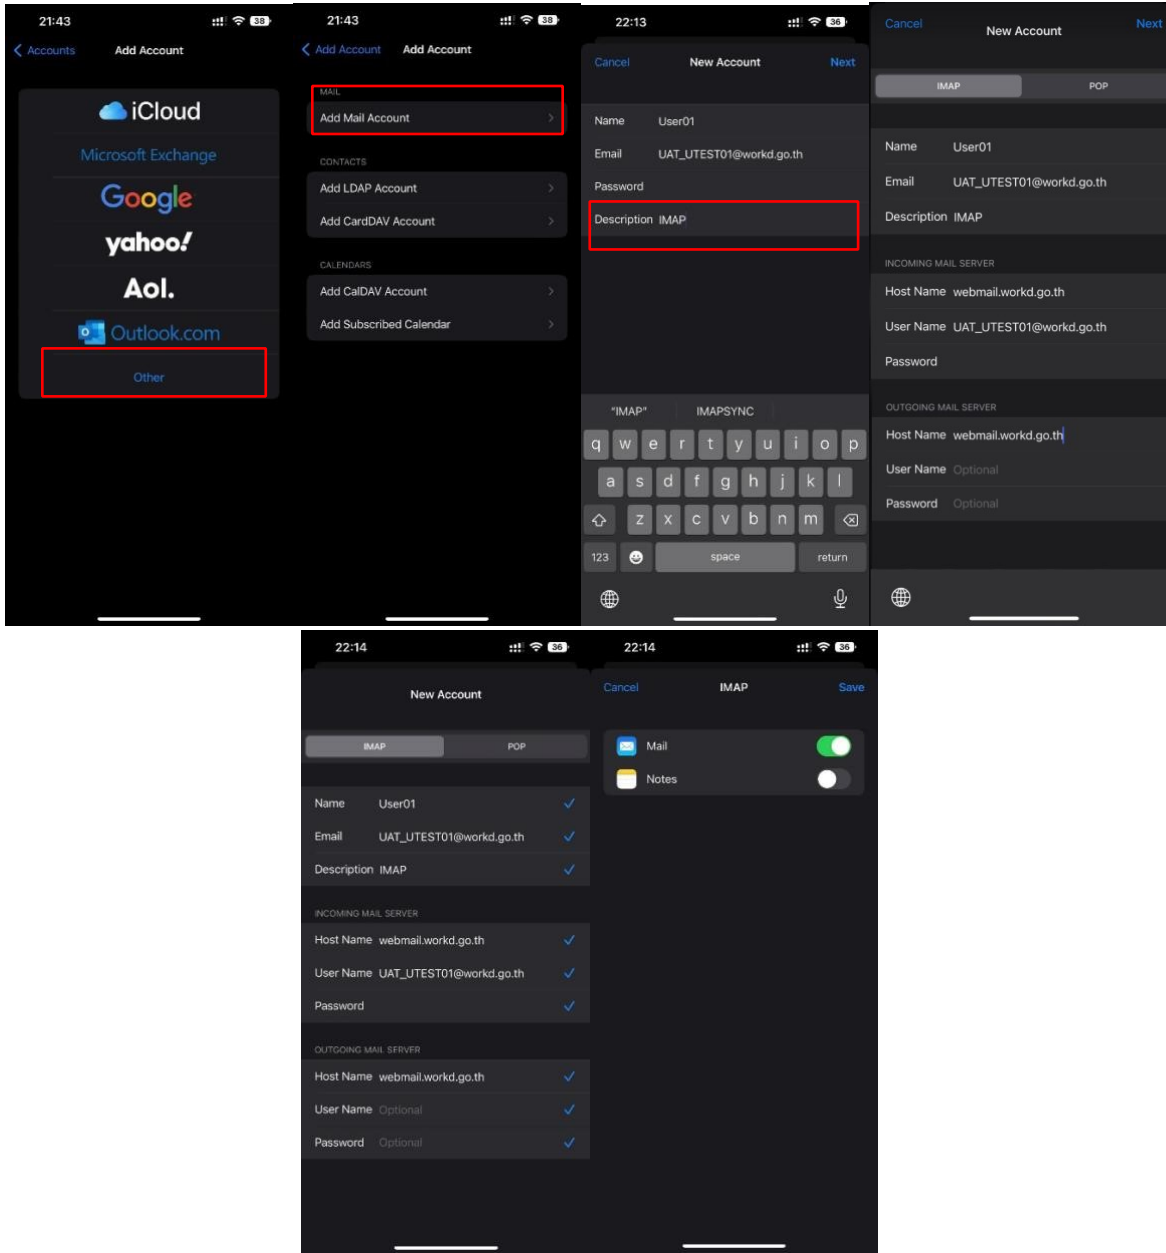 21:43
38
Accounts
Add Account
iCloud
Microsoft Exchange
Google
yahoo!
Aol.
Outlook.com
Other
21:43
38
Add Account
Add Account
MAIL
Add Mail Account
CONTACTS
Add LDAP Account
Add CardDAV Account
CALENDARS
Add CalDAV Account
Add Subscribed Calendar
22:13
36
Cancel
New Account
Next
Name User01
Email UAT_UTEST01@workd.go.th
Password
Description IMAP
"IMAP" IMAPSYNC
q w e r t y u i o p
a s d f g h j k l
z x c v b n m
123 space return
Cancel
New Account
Next
IMAP POP
Name User01
Email UAT_UTEST01@workd.go.th
Description IMAP
INCOMING MAIL SERVER
Host Name webmail.workd.go.th
User Name UAT_UTEST01@workd.go.th
Password
OUTGOING MAIL SERVER
Host Name webmail.workd.go.th
User Name Optional
Password Optional
22:14
36
New Account
IMAP POP
Name User01
Email UAT_UTEST01@workd.go.th
Description IMAP
INCOMING MAIL SERVER
Host Name webmail.workd.go.th
User Name UAT_UTEST01@workd.go.th
Password
OUTGOING MAIL SERVER
Host Name webmail.workd.go.th
User Name Optional
Password Optional
22:14
36
Cancel
IMAP
Save
Mail
Notes